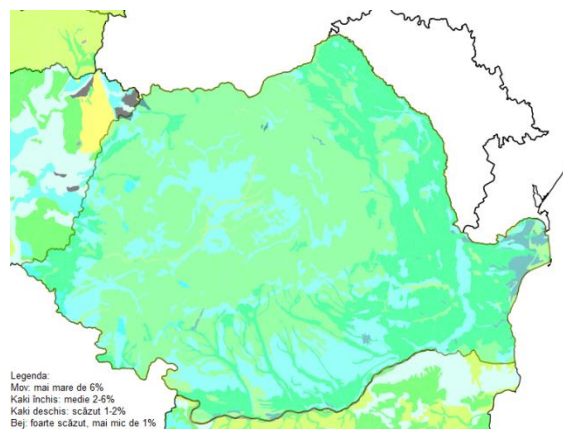 Legenda:
Mov: mai mare de 6%
Kaki închis: medie 2-6%
Kaki deschis: scăzut 1-2%
Bej: foarte scăzut, mai mic de 1%